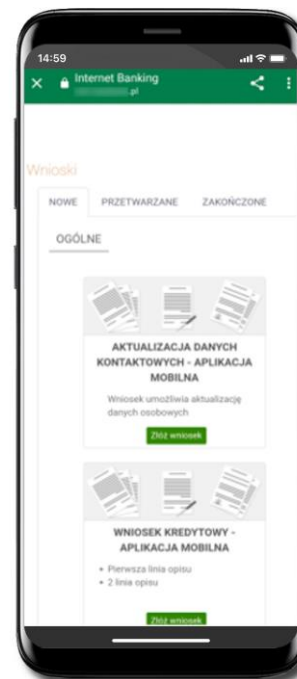 14:59
Internet Banking
.pl
Wnioski
NOWE PRZETWARZANE ZAKOŃCZONE
OGÓLNE
AKTUALIZACJA DANYCH
KONTAKTOWYCH - APLIKACJA
MOBILNA
Wniosek umożliwia aktualizację
danych osobowych
Złóż wniosek
WNIOSEK KREDYTOWY -
APLIKACJA MOBILNA
• Pierwsza linia opisu
• 2 linia opisu
Złóż wniosek